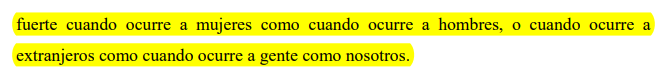 fuerte cuando ocurre a mujeres como cuando ocurre a hombres, o cuando ocurre a
extranjeros como cuando ocurre a gente como nosotros.